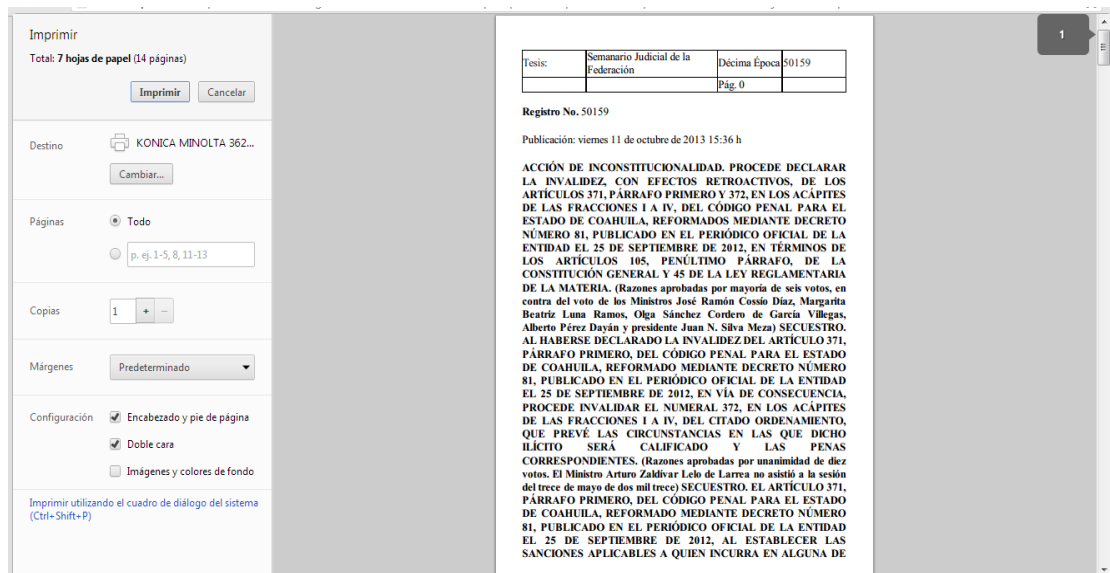 Imprimir
Total: 7 hojas de papel (14 páginas)
Imprimir Cancelar
Destino KONICA MINOLTA 362...
Cambiar...
Páginas Todo
p. ej. 1-5, 8, 11-13
Copias 1 + -
Márgenes Predeterminado
Configuración Encabezado y pie de página
Doble cara
Imágenes y colores de fondo
Imprimir utilizando el cuadro de diálogo del sistema
(Ctrl+Shift+P)
1
Tesis: Semanario Judicial de la Federación Décima Época 50159
Pág. 0
Registro No. 50159
Publicación: viernes 11 de octubre de 2013 15:36 h
ACCIÓN DE INCONSTITUCIONALIDAD. PROCEDE DECLARAR
LA INVALIDEZ, CON EFECTOS RETROACTIVOS, DE LOS
ARTÍCULOS 371, PÁRRAFO PRIMERO Y 372, EN LOS ACÁPITES
DE LAS FRACCIONES I A IV, DEL CÓDIGO PENAL PARA EL
ESTADO DE COAHUILA, REFORMADOS MEDIANTE DECRETO
NÚMERO 81, PUBLICADO EN EL PERIÓDICO OFICIAL DE LA
ENTIDAD EL 25 DE SEPTIEMBRE DE 2012, EN TÉRMINOS DE
LOS ARTÍCULOS 105, PENÚLTIMO PÁRRAFO, DE LA
CONSTITUCIÓN GENERAL Y 45 DE LA LEY REGLAMENTARIA
DE LA MATERIA. (Razones aprobadas por mayoría de seis votos, en
contra del voto de los Ministros José Ramón Cossío Díaz, Margarita
Beatriz Luna Ramos, Olga Sánchez Cordero de García Villegas,
Alberto Pérez Dayán y presidente Juan N. Silva Meza) SECUESTRO.
AL HABERSE DECLARADO LA INVALIDEZ DEL ARTÍCULO 371,
PÁRRAFO PRIMERO, DEL CÓDIGO PENAL PARA EL ESTADO
DE COAHUILA, REFORMADO MEDIANTE DECRETO NÚMERO
81, PUBLICADO EN EL PERIÓDICO OFICIAL DE LA ENTIDAD
EL 25 DE SEPTIEMBRE DE 2012, EN VÍA DE CONSECUENCIA,
PROCEDE INVALIDAR EL NUMERAL 372, EN LOS ACÁPITES
DE LAS FRACCIONES I A IV, DEL CITADO ORDENAMIENTO,
QUE PREVÉ LAS CIRCUNSTANCIAS EN LAS QUE DICHO
ILÍCITO SERÁ CALIFICADO Y LAS PENAS
CORRESPONDIENTES. (Razones aprobadas por unanimidad de diez
votos. El Ministro Arturo Zaldívar Lelo de Larrea no asistió a la sesión
del trece de mayo de dos mil trece) SECUESTRO. EL ARTÍCULO 371,
PÁRRAFO PRIMERO, DEL CÓDIGO PENAL PARA EL ESTADO
DE COAHUILA, REFORMADO MEDIANTE DECRETO NÚMERO
81, PUBLICADO EN EL PERIÓDICO OFICIAL DE LA ENTIDAD
EL 25 DE SEPTIEMBRE DE 2012, AL ESTABLECER LAS
SANCIONES APLICABLES A QUIEN INCURRA EN ALGUNA DE